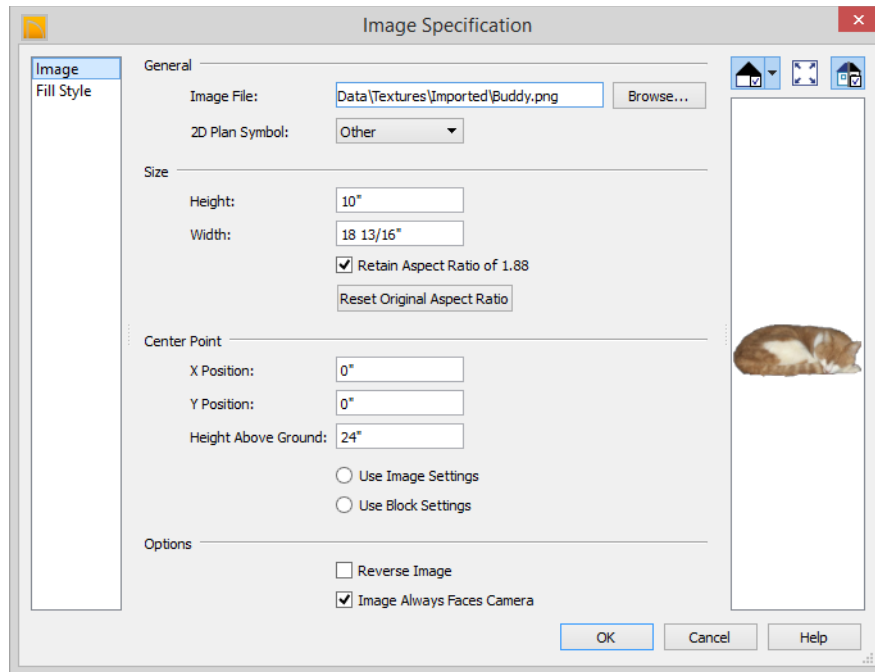 Image Specification
Image
Fill Style
General
Image File: Data\Textures\Imported\Buddy.png Browse...
2D Plan Symbol: Other
Size
Height: 10"
Width: 18 13/16"
Retain Aspect Ratio of 1.88
Reset Original Aspect Ratio
Center Point
X Position: 0"
Y Position: 0"
Height Above Ground: 24"
Use Image Settings
Use Block Settings
Options
Reverse Image
Image Always Faces Camera
OK Cancel Help